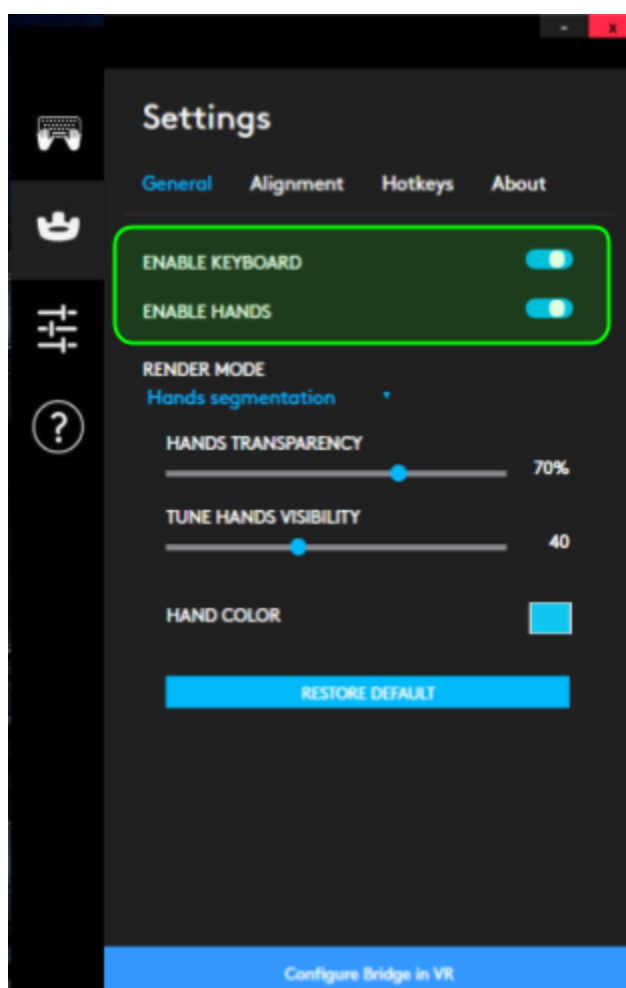 - x
Settings
General Alignment Hotkeys About
ENABLE KEYBOARD
ENABLE HANDS
RENDER MODE
Hands segmentation
HANDS TRANSPARENCY
70%
TUNE HANDS VISIBILITY
40
HAND COLOR
RESTORE DEFAULT
?
Configure Bridge in VR